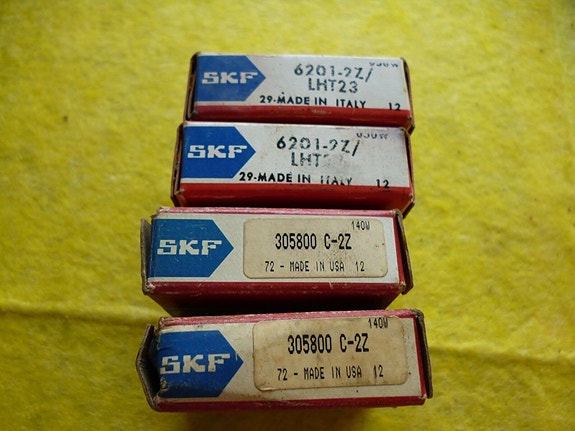 SKF
6201-2Z/
LHT23
29-MADE IN ITALY 12
SKF
6201-2Z/
29-MADE IN ITALY 12
SKF
140W
305800 C-2Z
72 - MADE IN USA 12
SKF
140W
305800 C-2Z
72 - MADE IN USA 12